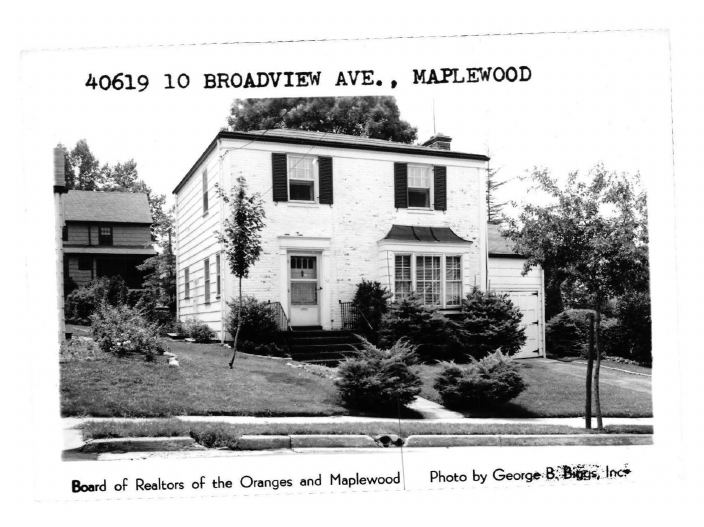 40619 10 BROADVIEW AVE., MAPLEWOOD
Board of Realtors of the Oranges and Maplewood
Photo by George B. Biggs, Inc.